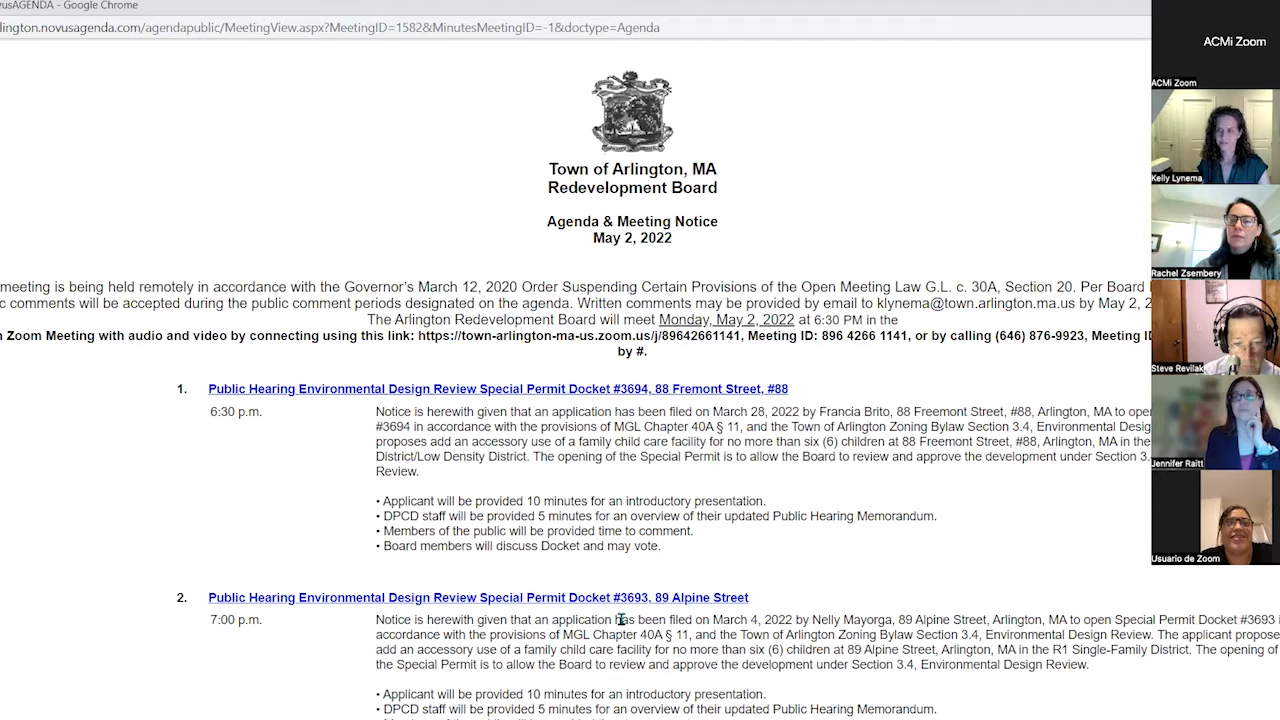 vusAGENDA - Google Chrome
lington.novusagenda.com/agendapublic/MeetingView.aspx?MeetingID=1582&MinutesMeetingID=-1&doctype=Agenda
Town of Arlington, MA
Redevelopment Board
Agenda & Meeting Notice
May 2, 2022
meeting is being held remotely in accordance with the Governor's March 12, 2020 Order Suspending Certain Provisions of the Open Meeting Law G.L. c. 30A, Section 20. Per Board
c comments will be accepted during the public comment periods designated on the agenda. Written comments may be provided by email to klynema@town.arlington.ma.us by May 2, 2
The Arlington Redevelopment Board will meet Monday, May 2, 2022 at 6:30 PM in the
Zoom Meeting with audio and video by connecting using this link: https://town-arlington-ma-us.zoom.us/j/89642661141, Meeting ID: 896 4266 1141, or by calling (646) 876-9923, Meeting
by #.
1. Public Hearing Environmental Design Review Special Permit Docket #3694, 88 Fremont Street, #88
6:30 p.m. Notice is herewith given that an application has been filed on March 28, 2022 by Francia Brito, 88 Freemont Street, #88, Arlington, MA to open
#3694 in accordance with the provisions of MGL Chapter 40A § 11, and the Town of Arlington Zoning Bylaw Section 3.4, Environmental Desig
proposes add an accessory use of a family child care facility for no more than six (6) children at 88 Freemont Street, #88, Arlington, MA in the
District/Low Density District. The opening of the Special Permit is to allow the Board to review and approve the development under Section 3.
Review.
• Applicant will be provided 10 minutes for an introductory presentation.
• DPCD staff will be provided 5 minutes for an overview of their updated Public Hearing Memorandum.
• Members of the public will be provided time to comment.
• Board members will discuss Docket and may vote.
2. Public Hearing Environmental Design Review Special Permit Docket #3693, 89 Alpine Street
7:00 p.m. Notice is herewith given that an application has been filed on March 4, 2022 by Nelly Mayorga, 89 Alpine Street, Arlington, MA to open Special Permit Docket #3693 i
accordance with the provisions of MGL Chapter 40A § 11, and the Town of Arlington Zoning Bylaw Section 3.4, Environmental Design Review. The applicant propose
add an accessory use of a family child care facility for no more than six (6) children at 89 Alpine Street, Arlington, MA in the R1 Single-Family District. The opening of
the Special Permit is to allow the Board to review and approve the development under Section 3.4, Environmental Design Review.
• Applicant will be provided 10 minutes for an introductory presentation.
• DPCD staff will be provided 5 minutes for an overview of their updated Public Hearing Memorandum.
ACMi Zoom
ACMi Zoom
Kelly Lynema
Rachel Zsembery
Steve Revilak
Jennifer Raitt
Usuario de Zoom